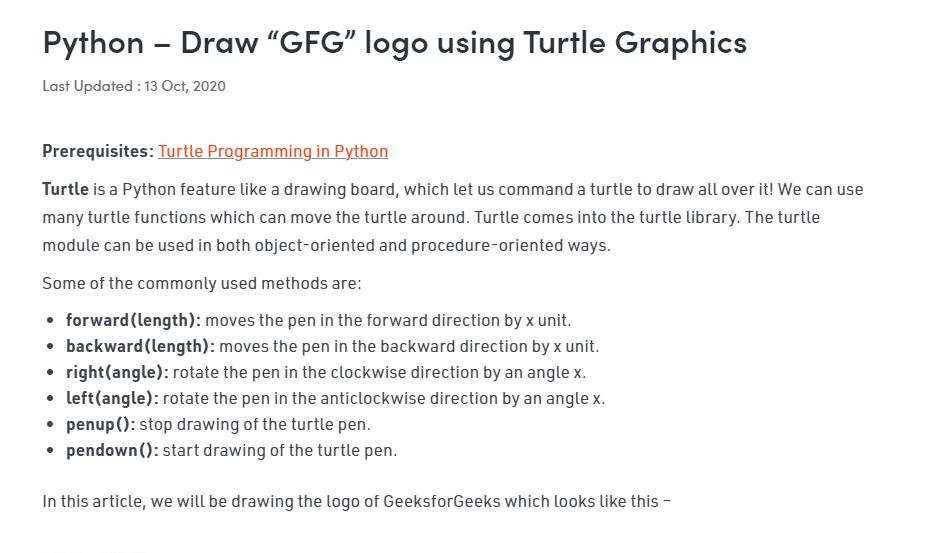 Python – Draw “GFG” logo using Turtle Graphics
Last Updated : 13 Oct, 2020
Prerequisites: Turtle Programming in Python
Turtle is a Python feature like a drawing board, which let us command a turtle to draw all over it! We can use
many turtle functions which can move the turtle around. Turtle comes into the turtle library. The turtle
module can be used in both object-oriented and procedure-oriented ways.
Some of the commonly used methods are:
• forward(length): moves the pen in the forward direction by x unit.
• backward(length): moves the pen in the backward direction by x unit.
• right(angle): rotate the pen in the clockwise direction by an angle x.
• left(angle): rotate the pen in the anticlockwise direction by an angle x.
• penup(): stop drawing of the turtle pen.
• pendown(): start drawing of the turtle pen.
In this article, we will be drawing the logo of GeeksforGeeks which looks like this –